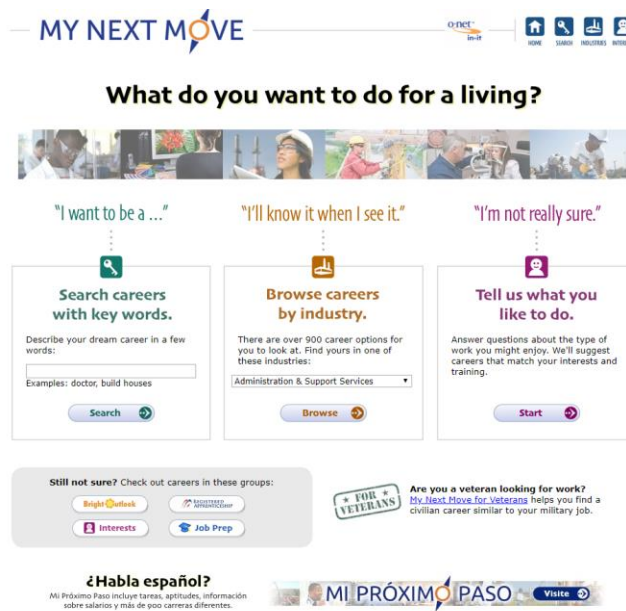 MY NEXT MOVE
o·net™
in-it
HOME SEARCH INDUSTRIES INTERE
What do you want to do for a living?
"I want to be a ..."
Search careers
with key words.
Describe your dream career in a few
words:
Examples: doctor, build houses
Search
"I'll know it when I see it."
Browse careers
by industry.
There are over 900 career options for
you to look at. Find yours in one of
these industries:
Administration & Support Services
Browse
"I'm not really sure."
Tell us what you
like to do.
Answer questions about the type of
work you might enjoy. We'll suggest
careers that match your interests and
training.
Start
Still not sure? Check out careers in these groups:
Bright Outlook
REGISTERED
APPRENTICESHIP
Interests
Job Prep
★ FOR ★
VETERANS
Are you a veteran looking for work?
My Next Move for Veterans helps you find a
civilian career similar to your military job.
¿Habla español?
Mi Próximo Paso incluye tareas, aptitudes, información
sobre salarios y más de 900 carreras diferentes.
MI PRÓXIMO PASO
Visite